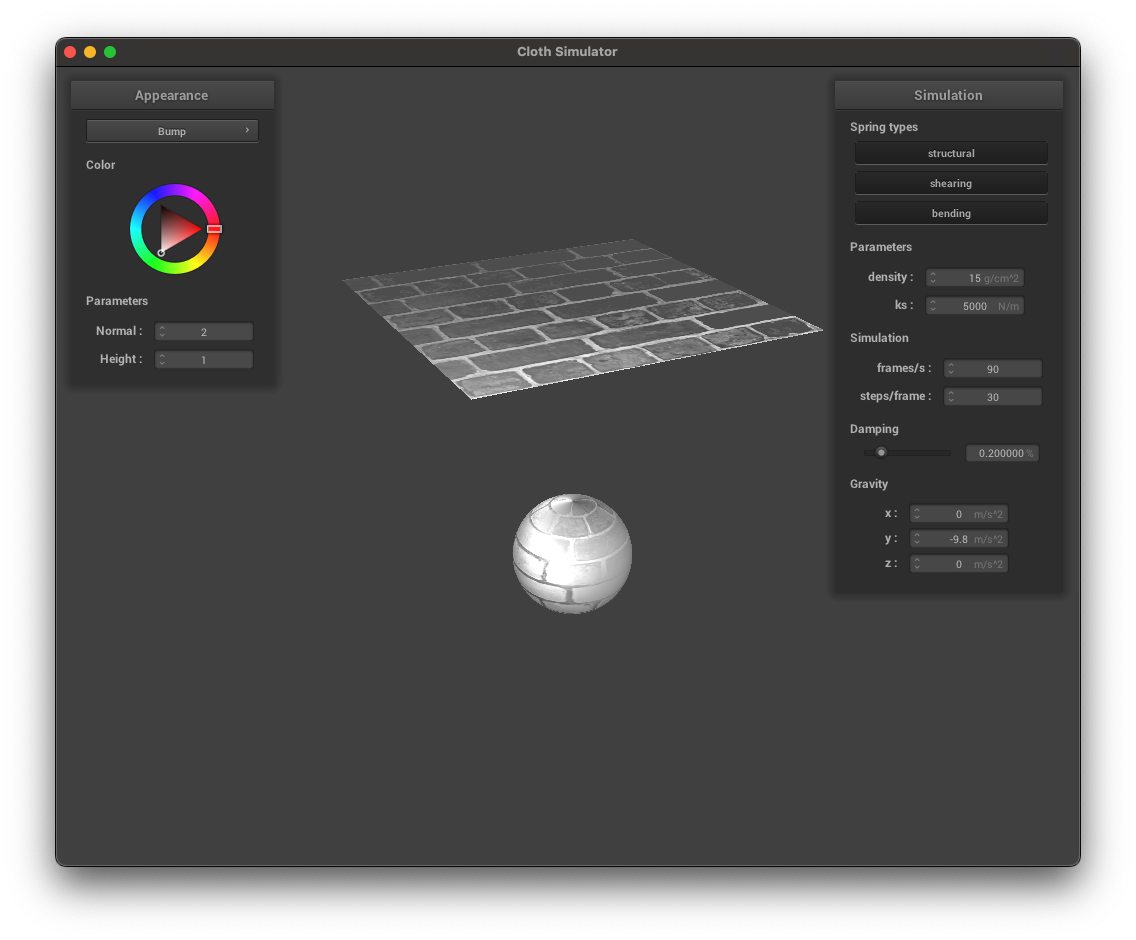 Cloth Simulator
Appearance
Bump ›
Color
Parameters
Normal : 2
Height : 1
Simulation
Spring types
structural
shearing
bending
Parameters
density : 15 g/cm^2
ks : 5000 N/m
Simulation
frames/s : 90
steps/frame : 30
Damping
0.200000 %
Gravity
x : 0 m/s^2
y : -9.8 m/s^2
z : 0 m/s^2